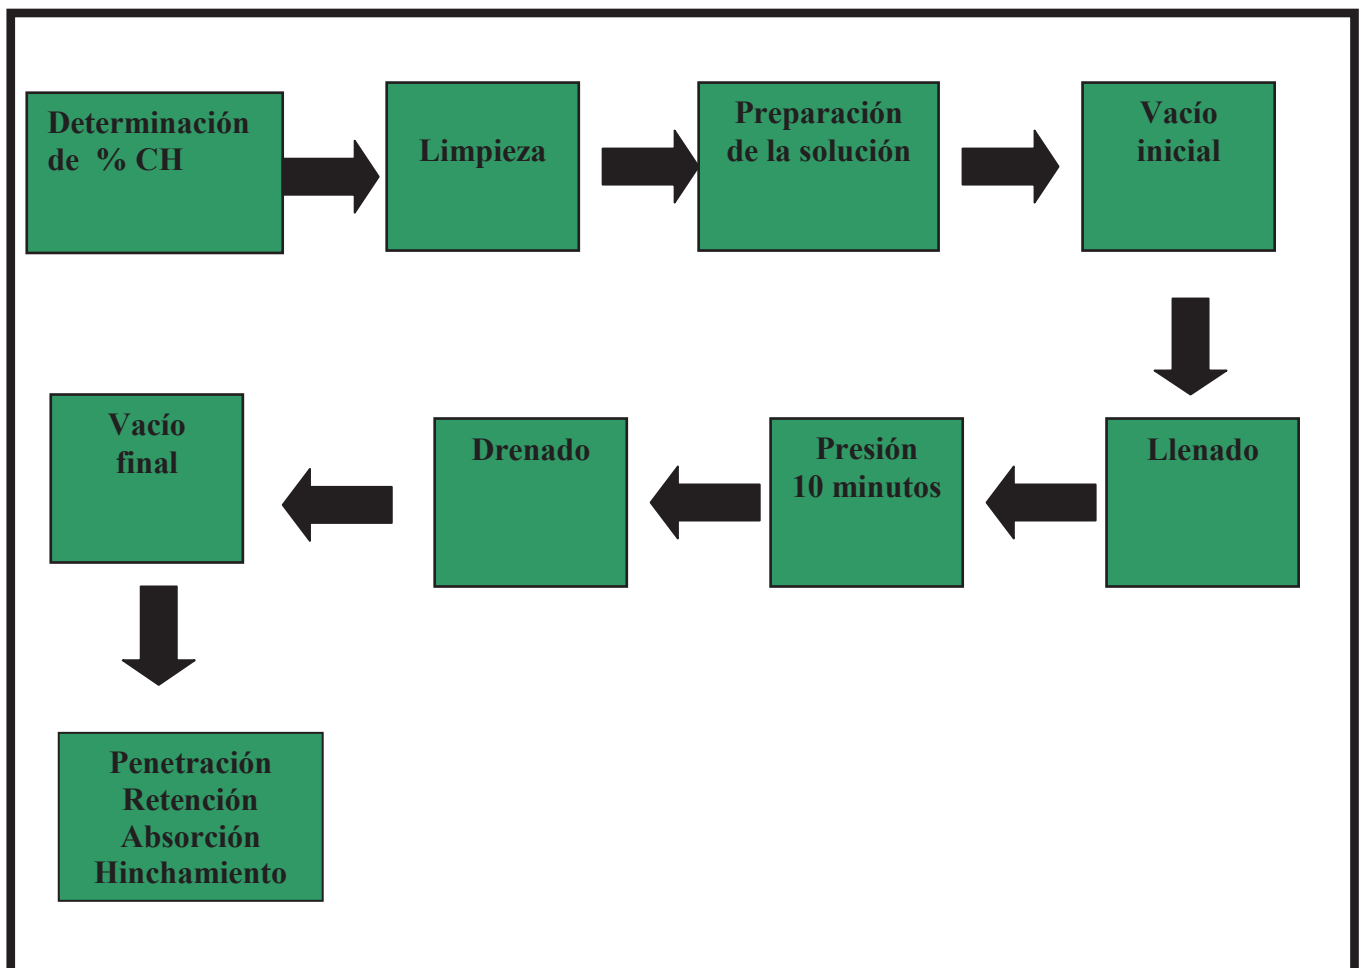 Determinación
de % CH
Limpieza
Preparación
de la solución
Vacío
inicial
Llenado
Presión
10 minutos
Drenado
Vacío
final
Penetración
Retención
Absorción
Hinchamiento